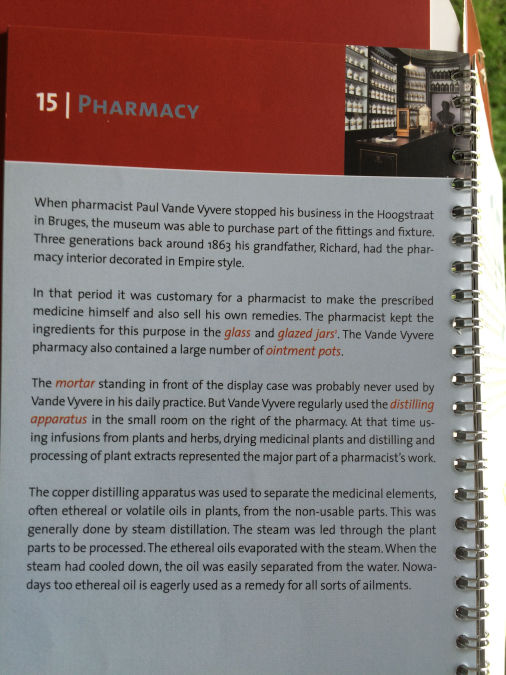 15 | PHARMACY
When pharmacist Paul Vande Vyvere stopped his business in the Hoogstraat
in Bruges, the museum was able to purchase part of the fittings and fixture.
Three generations back around 1863 his grandfather, Richard, had the phar-
macy interior decorated in Empire style.
In that period it was customary for a pharmacist to make the prescribed
medicine himself and also sell his own remedies. The pharmacist kept the
ingredients for this purpose in the glass and glazed jars¹. The Vande Vyvere
pharmacy also contained a large number of ointment pots.
The mortar standing in front of the display case was probably never used by
Vande Vyvere in his daily practice. But Vande Vyvere regularly used the distilling
apparatus in the small room on the right of the pharmacy. At that time us-
ing infusions from plants and herbs, drying medicinal plants and distilling and
processing of plant extracts represented the major part of a pharmacist's work.
The copper distilling apparatus was used to separate the medicinal elements,
often ethereal or volatile oils in plants, from the non-usable parts. This was
generally done by steam distillation. The steam was led through the plant
parts to be processed. The ethereal oils evaporated with the steam. When the
steam had cooled down, the oil was easily separated from the water. Nowa-
days too ethereal oil is eagerly used as a remedy for all sorts of ailments.